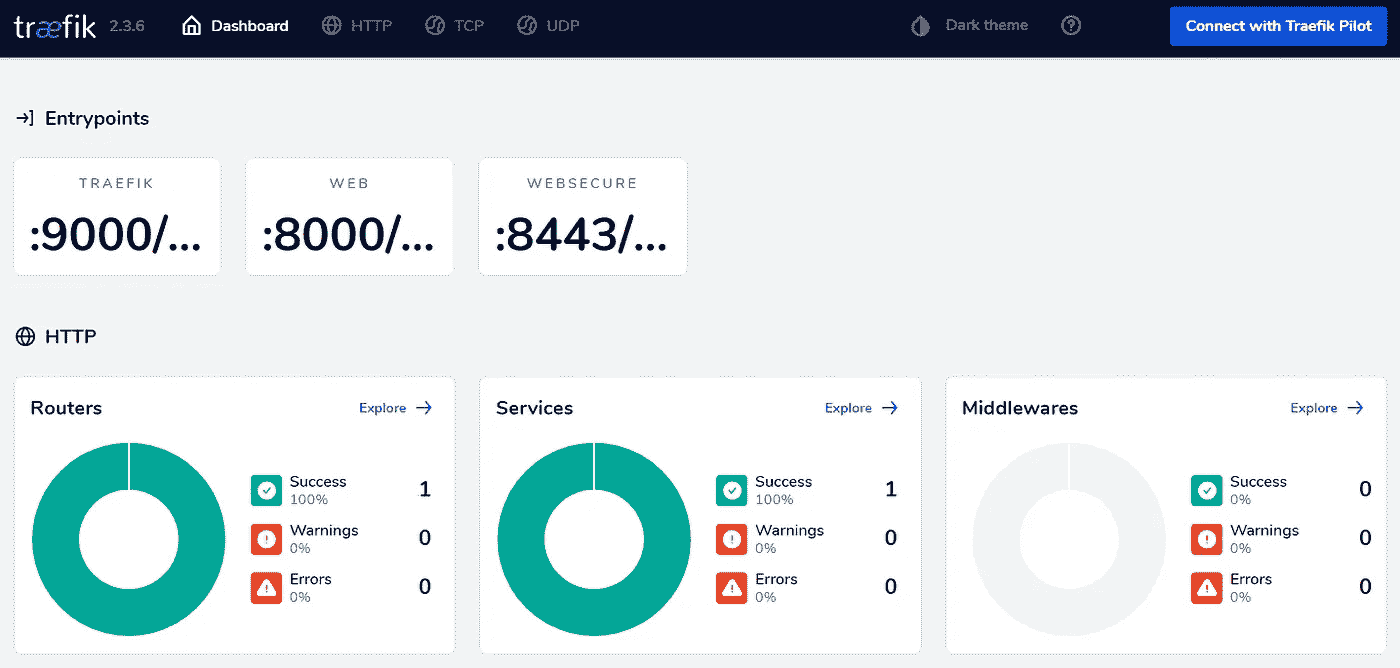 træfik 2.3.6 Dashboard HTTP TCP UDP Dark theme Connect with Traefik Pilot
Entrypoints
TRAEFIK WEB WEBSECURE
:9000/... :8000/... :8443/...
HTTP
Routers Explore → Services Explore → Middlewares Explore →
Success 1 Success 1 Success 0
100% 100% 0%
Warnings 0 Warnings 0 Warnings 0
0% 0% 0%
Errors 0 Errors 0 Errors 0
0% 0% 0%